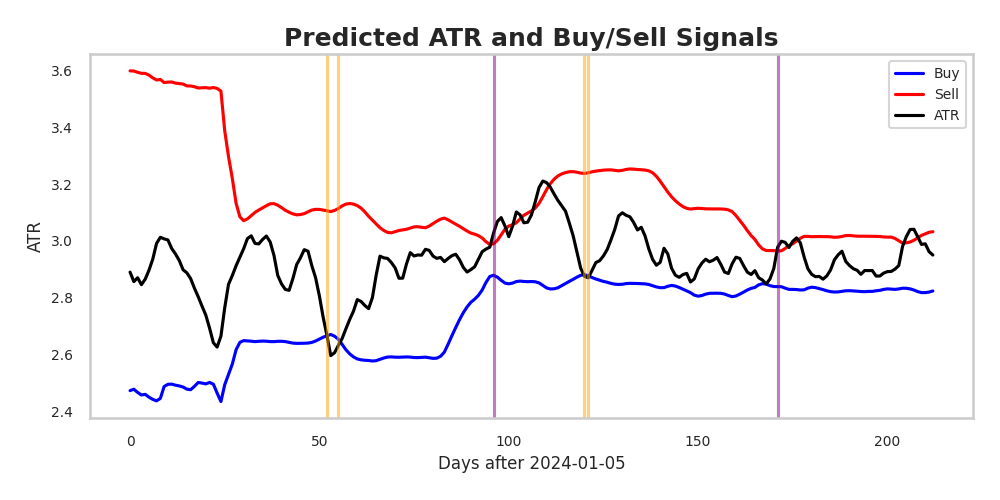 Predicted ATR and Buy/Sell Signals
Buy
Sell
ATR
ATR
3.6
3.4
3.2
3.0
2.8
2.6
2.4
0 50 100 150 200
Days after 2024-01-05